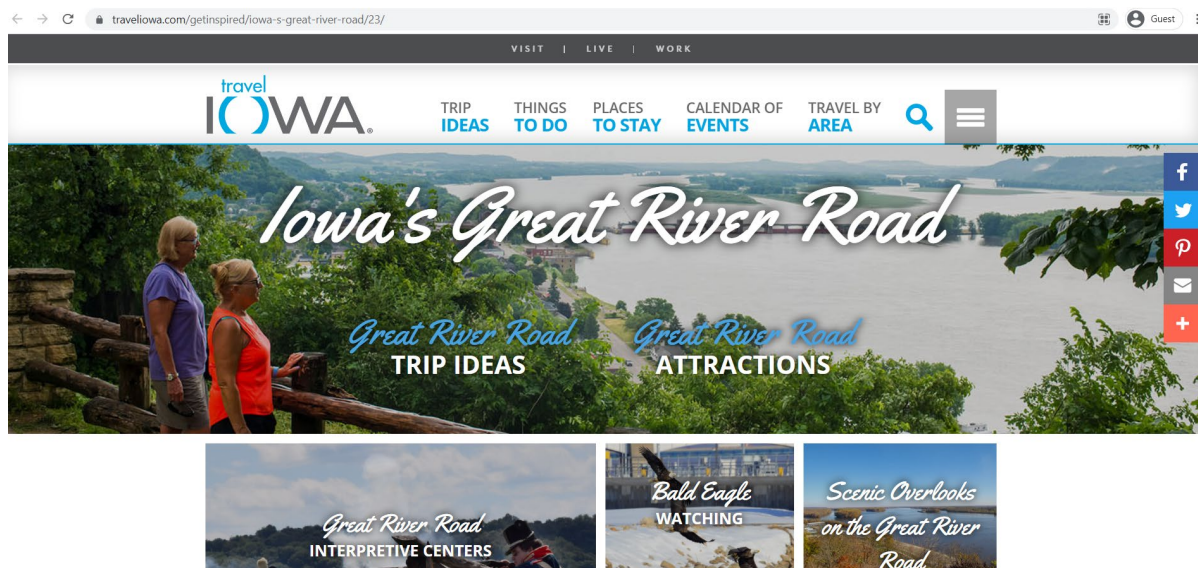 traveliowa.com/getinspired/iowa-s-great-river-road/23/
Guest
VISIT | LIVE | WORK
travel
IOWA®
TRIP
IDEAS
THINGS
TO DO
PLACES
TO STAY
CALENDAR OF
EVENTS
TRAVEL BY
AREA
Iowa's Great River Road
Great River Road
TRIP IDEAS
Great River Road
ATTRACTIONS
Great River Road
INTERPRETIVE CENTERS
Bald Eagle
WATCHING
Scenic Overlooks
on the Great River
Road